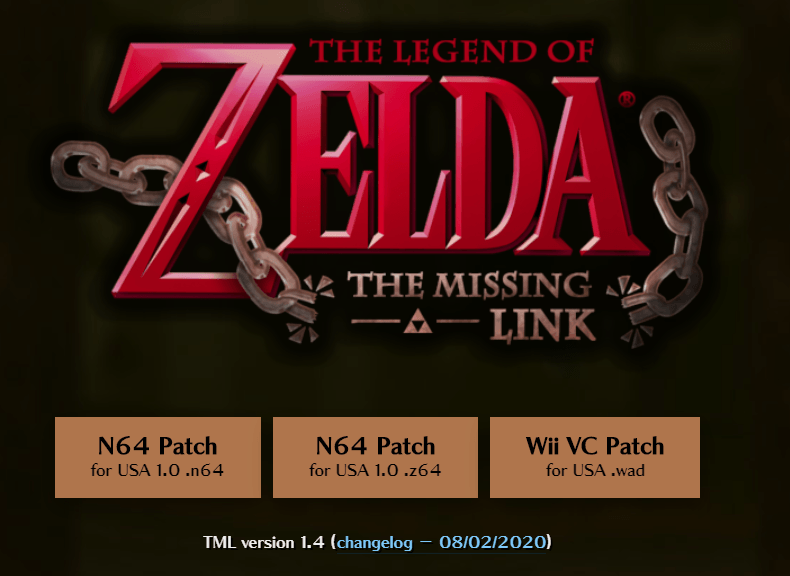 THE LEGEND OF
ZELDA®
THE MISSING
LINK
N64 Patch
for USA 1.0 .n64
N64 Patch
for USA 1.0 .z64
Wii VC Patch
for USA .wad
TML version 1.4 (changelog – 08/02/2020)